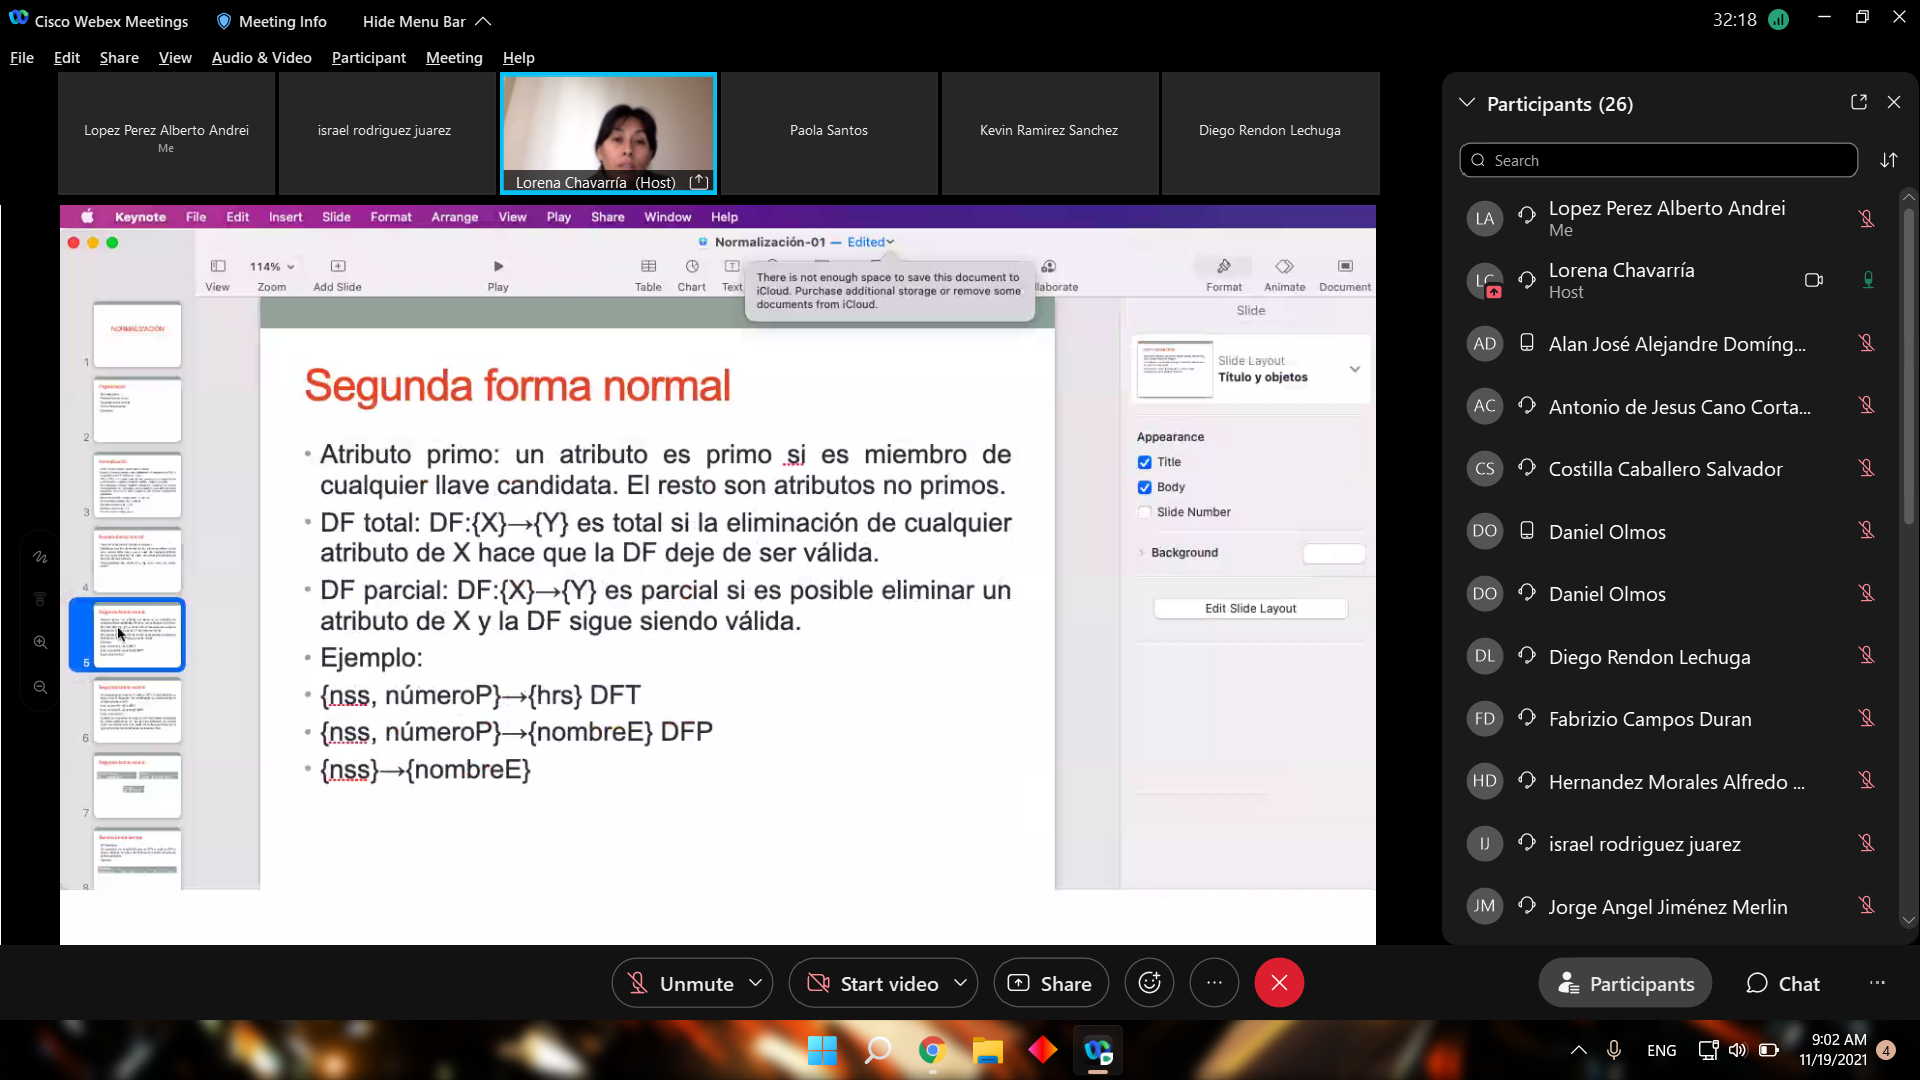 Cisco Webex Meetings
Meeting Info
Hide Menu Bar
32:18
File Edit Share View Audio & Video Participant Meeting Help
Lopez Perez Alberto Andrei
Me
israel rodriguez juarez
Lorena Chavarría (Host)
Paola Santos
Kevin Ramirez Sanchez
Diego Rendon Lechuga
Keynote File Edit Insert Slide Format Arrange View Play Share Window Help
Normalización-01 — Edited
114%
View Zoom Add Slide Play Table Chart Text
There is not enough space to save this document to
iCloud. Purchase additional storage or remove some
documents from iCloud.
laborate
Format Animate Document
NORMALIZACIÓN
1
2
3
4
5
6
7
8
Segunda forma normal
• Atributo primo: un atributo es primo si es miembro de
cualquier llave candidata. El resto son atributos no primos.
• DF total: DF:{X}→{Y} es total si la eliminación de cualquier
atributo de X hace que la DF deje de ser válida.
• DF parcial: DF:{X}→{Y} es parcial si es posible eliminar un
atributo de X y la DF sigue siendo válida.
• Ejemplo:
• {nss, númeroP}→{hrs} DFT
• {nss, númeroP}→{nombreE} DFP
• {nss}→{nombreE}
Slide
Slide Layout
Título y objetos
Appearance
Title
Body
Slide Number
Background
Edit Slide Layout
Participants (26)
Search
LA Lopez Perez Alberto Andrei
Me
LC Lorena Chavarría
Host
AD Alan José Alejandre Domíng...
AC Antonio de Jesus Cano Corta...
CS Costilla Caballero Salvador
DO Daniel Olmos
DO Daniel Olmos
DL Diego Rendon Lechuga
FD Fabrizio Campos Duran
HD Hernandez Morales Alfredo ...
IJ israel rodriguez juarez
JM Jorge Angel Jiménez Merlin
Unmute
Start video
Share
Participants
Chat
ENG
9:02 AM
11/19/2021
4